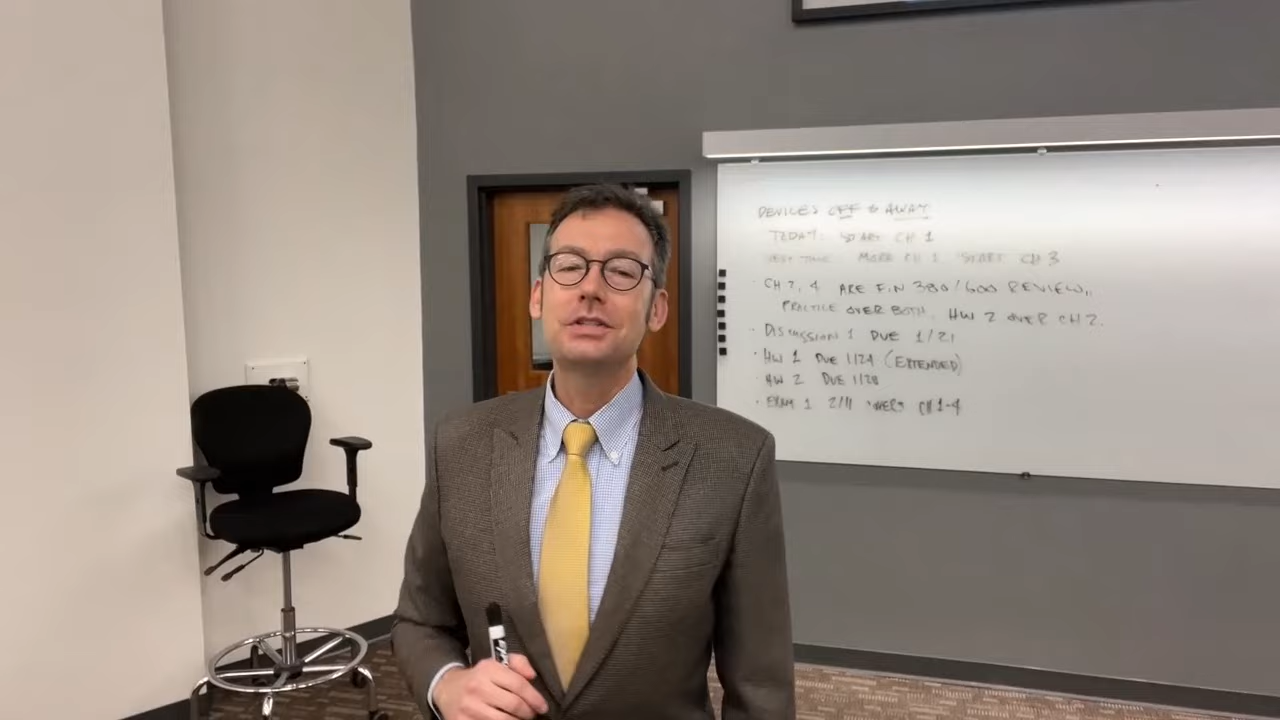 DEVICES OFF & AWAY
TODAY: START CH 1
NEXT TIME: MORE CH 1 START CH 3
· CH 2, 4 ARE FIN 380/600 REVIEW,
PRACTICE OVER BOTH. HW 2 OVER CH 2.
· DISCUSSION 1 DUE 1/21
· HW 1 DUE 1/24 (EXTENDED)
· HW 2 DUE 1/28
· EXAM 1 2/11 COVERS CH 1-4